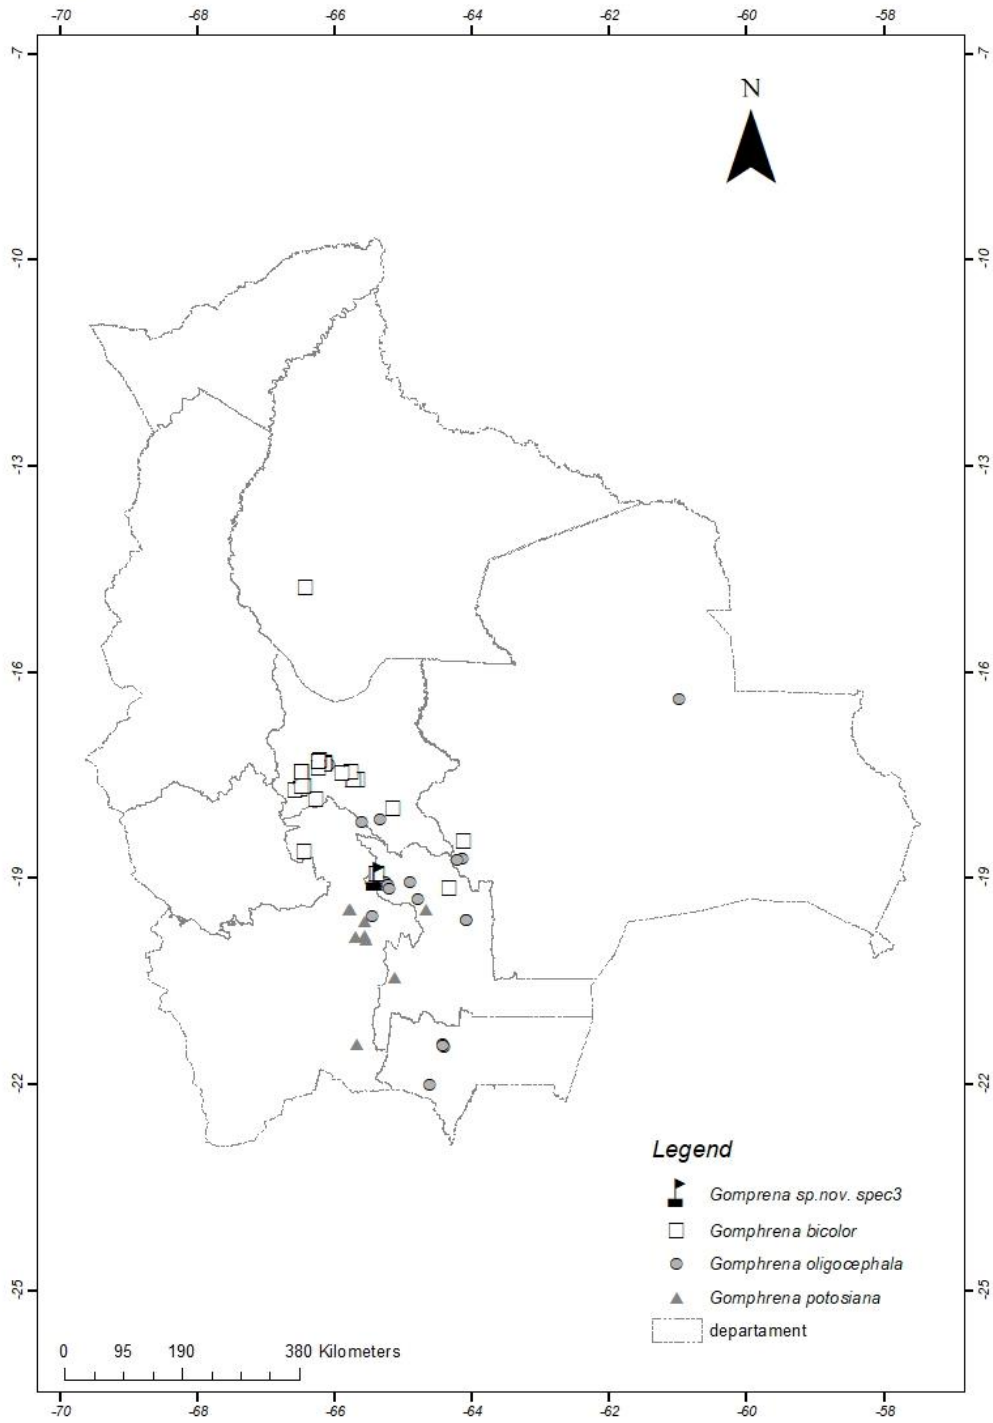 -70 -68 -66 -64 -62 -60 -58
-7 -7
N
-10 -10
-13 -13
-16 -16
-19 -19
-22 -22
Legend
Gomprena sp.nov. spec3
Gomphrena bicolor
Gomphrena oligocephala
-25 -25
Gomphrena potosiana
departament
0 95 190 380 Kilometers
-70 -68 -66 -64 -62 -60 -58